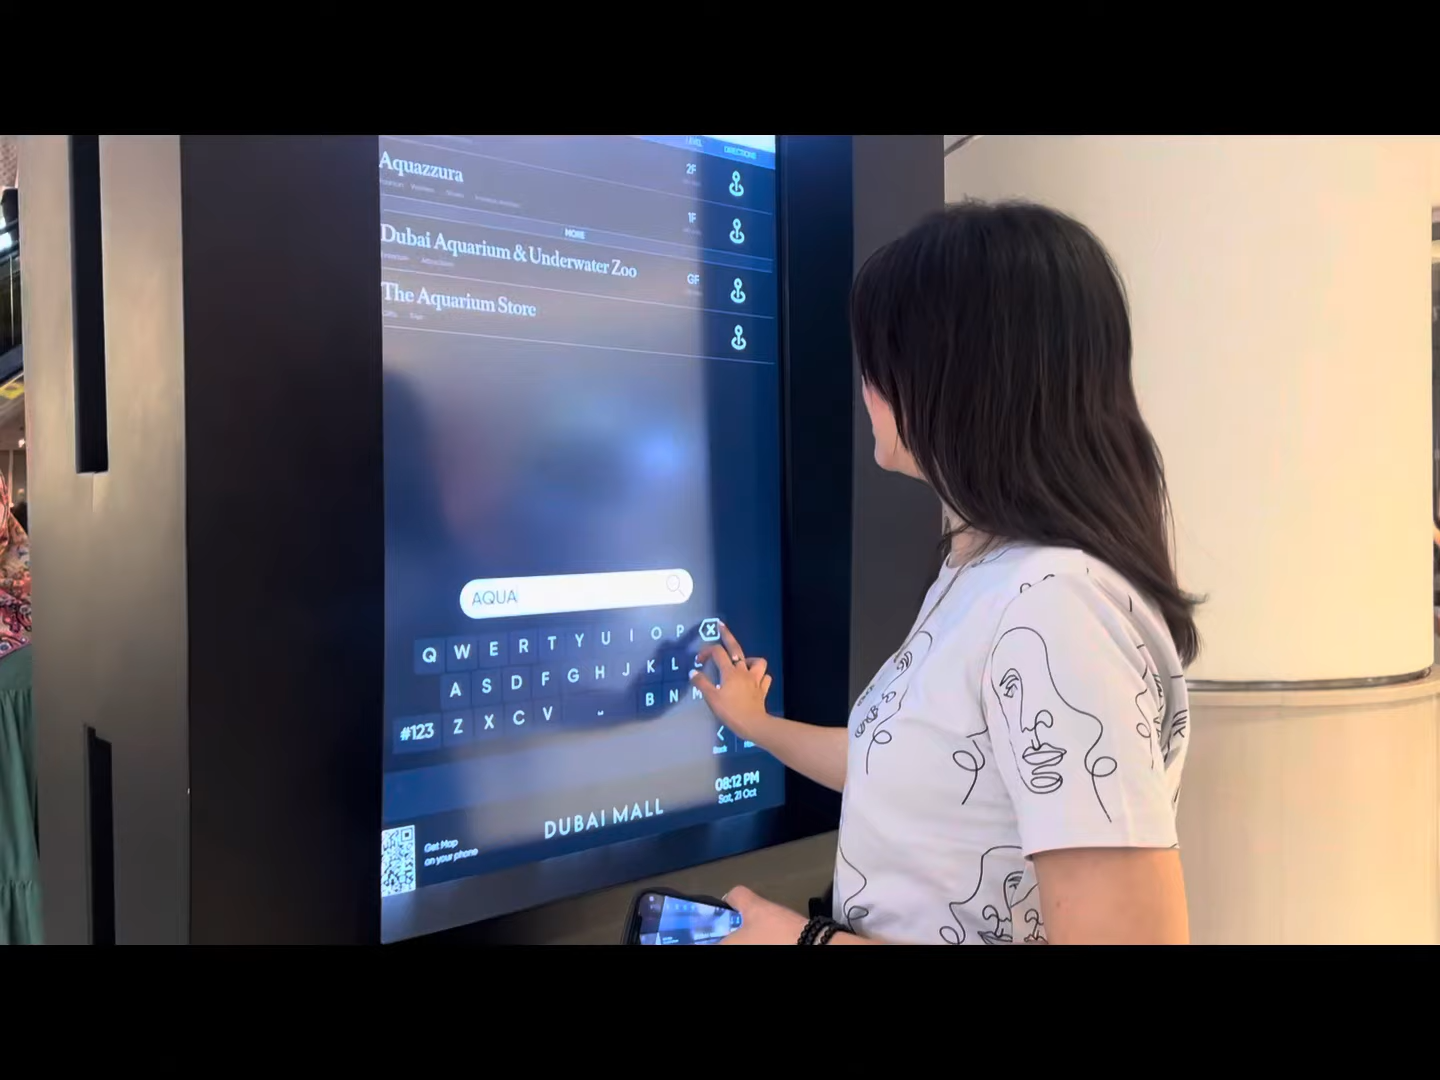 LEVEL DIRECTIONS
Aquazzura 2F
1F
MORE
Dubai Aquarium & Underwater Zoo GF
The Aquarium Store
AQUA
Q W E R T Y U I O P
A S D F G H J K L
#123 Z X C V B N M
Back
08:12 PM
Sat, 21 Oct
DUBAI MALL
Get Map
on your phone